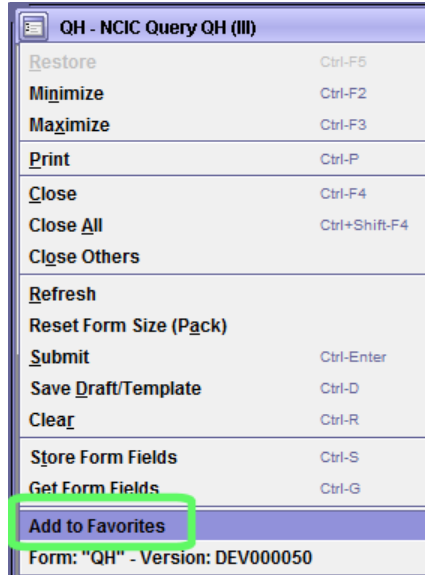 QH - NCIC Query QH (III)
Restore Ctrl-F5
Minimize Ctrl-F2
Maximize Ctrl-F3
Print Ctrl-P
Close Ctrl-F4
Close All Ctrl+Shift-F4
Close Others
Refresh
Reset Form Size (Pack)
Submit Ctrl-Enter
Save Draft/Template Ctrl-D
Clear Ctrl-R
Store Form Fields Ctrl-S
Get Form Fields Ctrl-G
Add to Favorites
Form: "QH" - Version: DEV000050